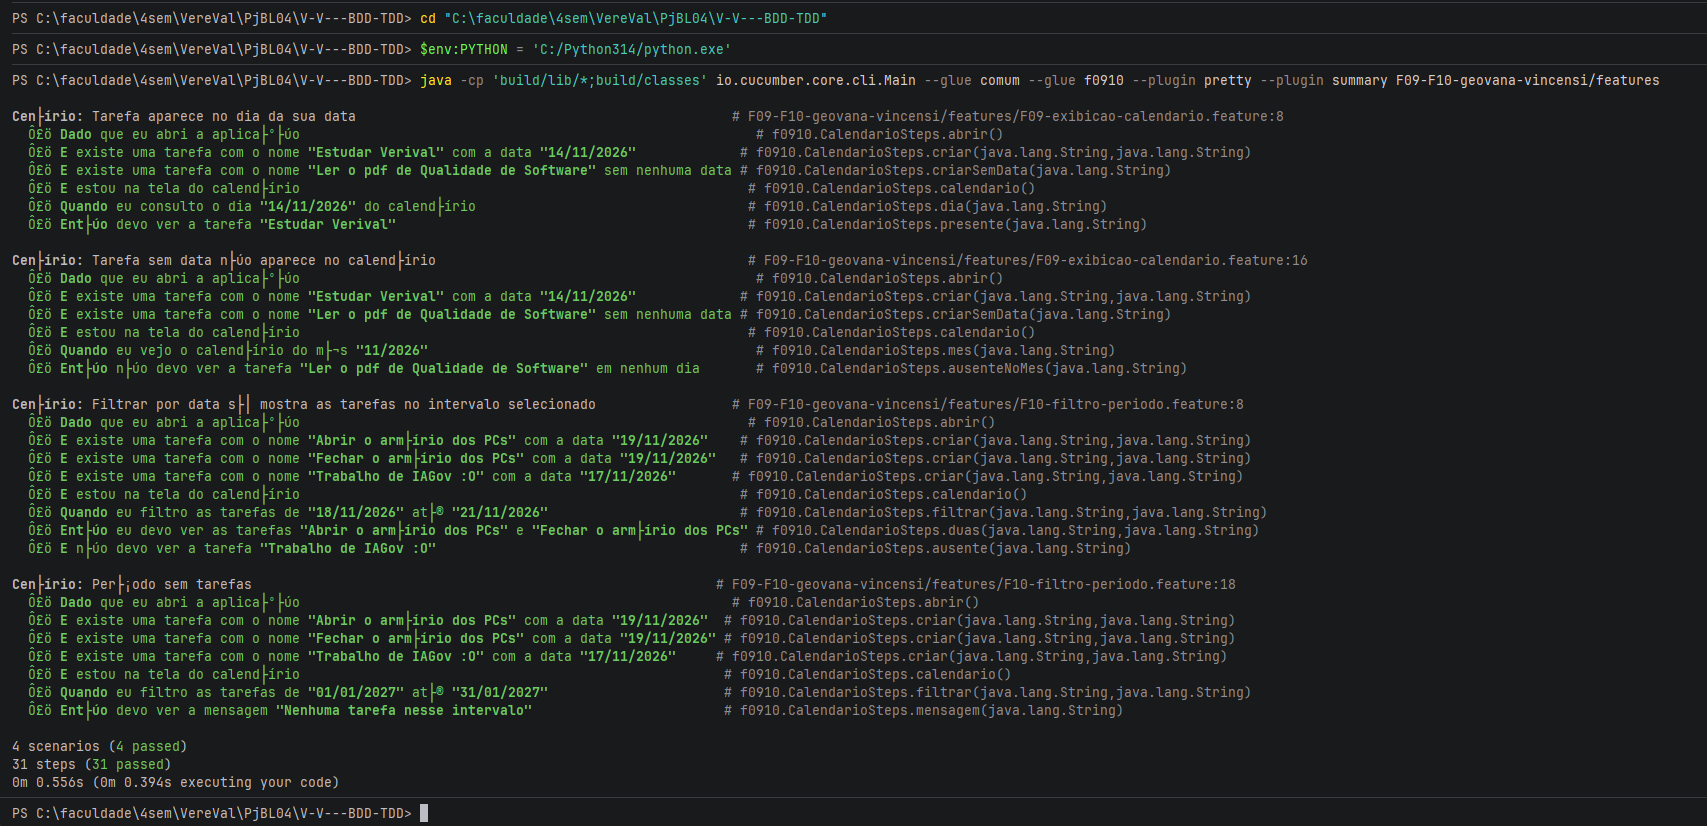 PS C:\faculdade\4sem\VereVal\PjBL04\V-V---BDD-TDD> cd "C:\faculdade\4sem\VereVal\PjBL04\V-V---BDD-TDD"
PS C:\faculdade\4sem\VereVal\PjBL04\V-V---BDD-TDD> $env:PYTHON = 'C:/Python314/python.exe'
PS C:\faculdade\4sem\VereVal\PjBL04\V-V---BDD-TDD> java -cp 'build/lib/*;build/classes' io.cucumber.core.cli.Main --glue comum --glue f0910 --plugin pretty --plugin summary F09-F10-geovana-vincensi/features
Cen├írio: Tarefa aparece no dia da sua data # F09-F10-geovana-vincensi/features/F09-exibicao-calendario.feature:8
Ô£ö Dado que eu abri a aplica├º├úo # f0910.CalendarioSteps.abrir()
Ô£ö E existe uma tarefa com o nome "Estudar Verival" com a data "14/11/2026" # f0910.CalendarioSteps.criar(java.lang.String,java.lang.String)
Ô£ö E existe uma tarefa com o nome "Ler o pdf de Qualidade de Software" sem nenhuma data # f0910.CalendarioSteps.criarSemData(java.lang.String)
Ô£ö E estou na tela do calend├írio # f0910.CalendarioSteps.calendario()
Ô£ö Quando eu consulto o dia "14/11/2026" do calend├írio # f0910.CalendarioSteps.dia(java.lang.String)
Ô£ö Ent├úo devo ver a tarefa "Estudar Verival" # f0910.CalendarioSteps.presente(java.lang.String)
Cen├írio: Tarefa sem data n├úo aparece no calend├írio # F09-F10-geovana-vincensi/features/F09-exibicao-calendario.feature:16
Ô£ö Dado que eu abri a aplica├º├úo # f0910.CalendarioSteps.abrir()
Ô£ö E existe uma tarefa com o nome "Estudar Verival" com a data "14/11/2026" # f0910.CalendarioSteps.criar(java.lang.String,java.lang.String)
Ô£ö E existe uma tarefa com o nome "Ler o pdf de Qualidade de Software" sem nenhuma data # f0910.CalendarioSteps.criarSemData(java.lang.String)
Ô£ö E estou na tela do calend├írio # f0910.CalendarioSteps.calendario()
Ô£ö Quando eu vejo o calend├írio do m├¬s "11/2026" # f0910.CalendarioSteps.mes(java.lang.String)
Ô£ö Ent├úo n├úo devo ver a tarefa "Ler o pdf de Qualidade de Software" em nenhum dia # f0910.CalendarioSteps.ausenteNoMes(java.lang.String)
Cen├írio: Filtrar por data s├│ mostra as tarefas no intervalo selecionado # F09-F10-geovana-vincensi/features/F10-filtro-periodo.feature:8
Ô£ö Dado que eu abri a aplica├º├úo # f0910.CalendarioSteps.abrir()
Ô£ö E existe uma tarefa com o nome "Abrir o arm├írio dos PCs" com a data "19/11/2026" # f0910.CalendarioSteps.criar(java.lang.String,java.lang.String)
Ô£ö E existe uma tarefa com o nome "Fechar o arm├írio dos PCs" com a data "19/11/2026" # f0910.CalendarioSteps.criar(java.lang.String,java.lang.String)
Ô£ö E existe uma tarefa com o nome "Trabalho de IAGov :O" com a data "17/11/2026" # f0910.CalendarioSteps.criar(java.lang.String,java.lang.String)
Ô£ö E estou na tela do calend├írio # f0910.CalendarioSteps.calendario()
Ô£ö Quando eu filtro as tarefas de "18/11/2026" at├® "21/11/2026" # f0910.CalendarioSteps.filtrar(java.lang.String,java.lang.String)
Ô£ö Ent├úo eu devo ver as tarefas "Abrir o arm├írio dos PCs" e "Fechar o arm├írio dos PCs" # f0910.CalendarioSteps.duas(java.lang.String,java.lang.String)
Ô£ö E n├úo devo ver a tarefa "Trabalho de IAGov :O" # f0910.CalendarioSteps.ausente(java.lang.String)
Cen├írio: Per├¡odo sem tarefas # F09-F10-geovana-vincensi/features/F10-filtro-periodo.feature:18
Ô£ö Dado que eu abri a aplica├º├úo # f0910.CalendarioSteps.abrir()
Ô£ö E existe uma tarefa com o nome "Abrir o arm├írio dos PCs" com a data "19/11/2026" # f0910.CalendarioSteps.criar(java.lang.String,java.lang.String)
Ô£ö E existe uma tarefa com o nome "Fechar o arm├írio dos PCs" com a data "19/11/2026" # f0910.CalendarioSteps.criar(java.lang.String,java.lang.String)
Ô£ö E existe uma tarefa com o nome "Trabalho de IAGov :O" com a data "17/11/2026" # f0910.CalendarioSteps.criar(java.lang.String,java.lang.String)
Ô£ö E estou na tela do calend├írio # f0910.CalendarioSteps.calendario()
Ô£ö Quando eu filtro as tarefas de "01/01/2027" at├® "31/01/2027" # f0910.CalendarioSteps.filtrar(java.lang.String,java.lang.String)
Ô£ö Ent├úo devo ver a mensagem "Nenhuma tarefa nesse intervalo" # f0910.CalendarioSteps.mensagem(java.lang.String)
4 scenarios (4 passed)
31 steps (31 passed)
0m 0.556s (0m 0.394s executing your code)
PS C:\faculdade\4sem\VereVal\PjBL04\V-V---BDD-TDD>